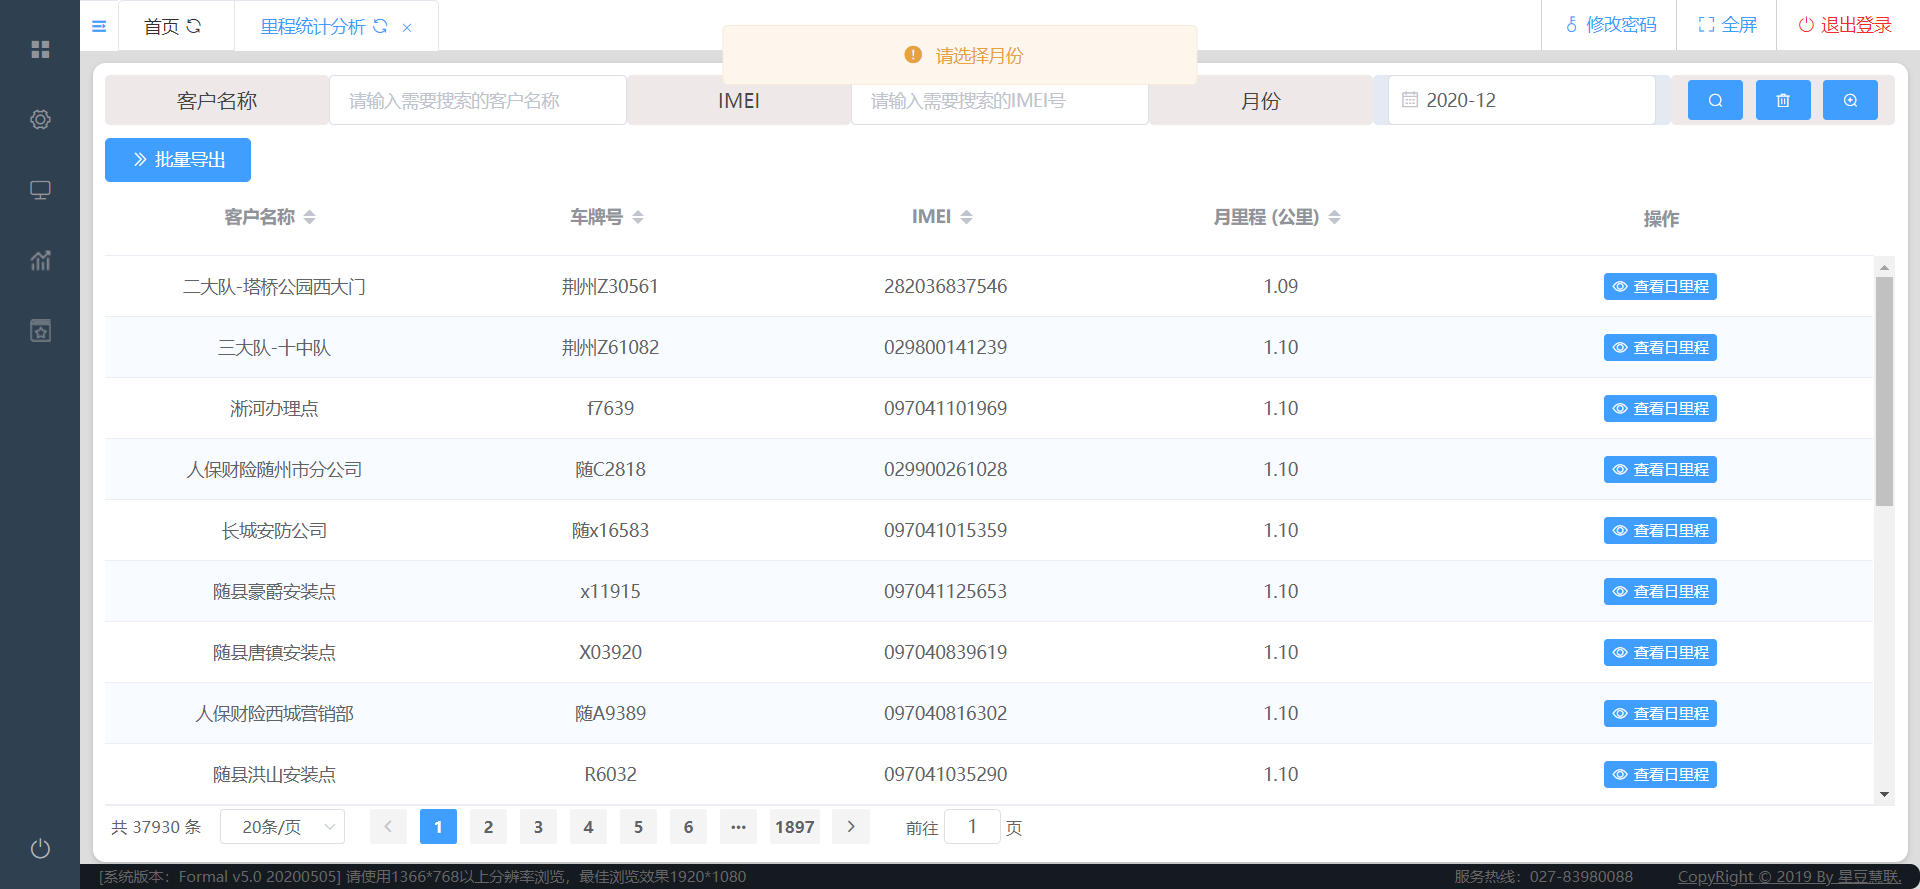 首页
里程统计分析
修改密码
全屏
退出登录
请选择月份
客户名称
请输入需要搜索的客户名称
IMEI
请输入需要搜索的IMEI号
月份
2020-12
批量导出
客户名称 车牌号 IMEI 月里程 (公里) 操作
二大队-塔桥公园西大门 荆州Z30561 282036837546 1.09 查看日里程
三大队-十中队 荆州Z61082 029800141239 1.10 查看日里程
淅河办理点 f7639 097041101969 1.10 查看日里程
人保财险随州市分公司 随C2818 029900261028 1.10 查看日里程
长城安防公司 随x16583 097041015359 1.10 查看日里程
随县豪爵安装点 x11915 097041125653 1.10 查看日里程
随县唐镇安装点 X03920 097040839619 1.10 查看日里程
人保财险西城营销部 随A9389 097040816302 1.10 查看日里程
随县洪山安装点 R6032 097041035290 1.10 查看日里程
共 37930 条 20条/页 1 2 3 4 5 6 ··· 1897 前往 1 页
[系统版本：Formal v5.0 20200505] 请使用1366*768以上分辨率浏览，最佳浏览效果1920*1080 服务热线：027-83980088 CopyRight © 2019 By 星豆慧联.